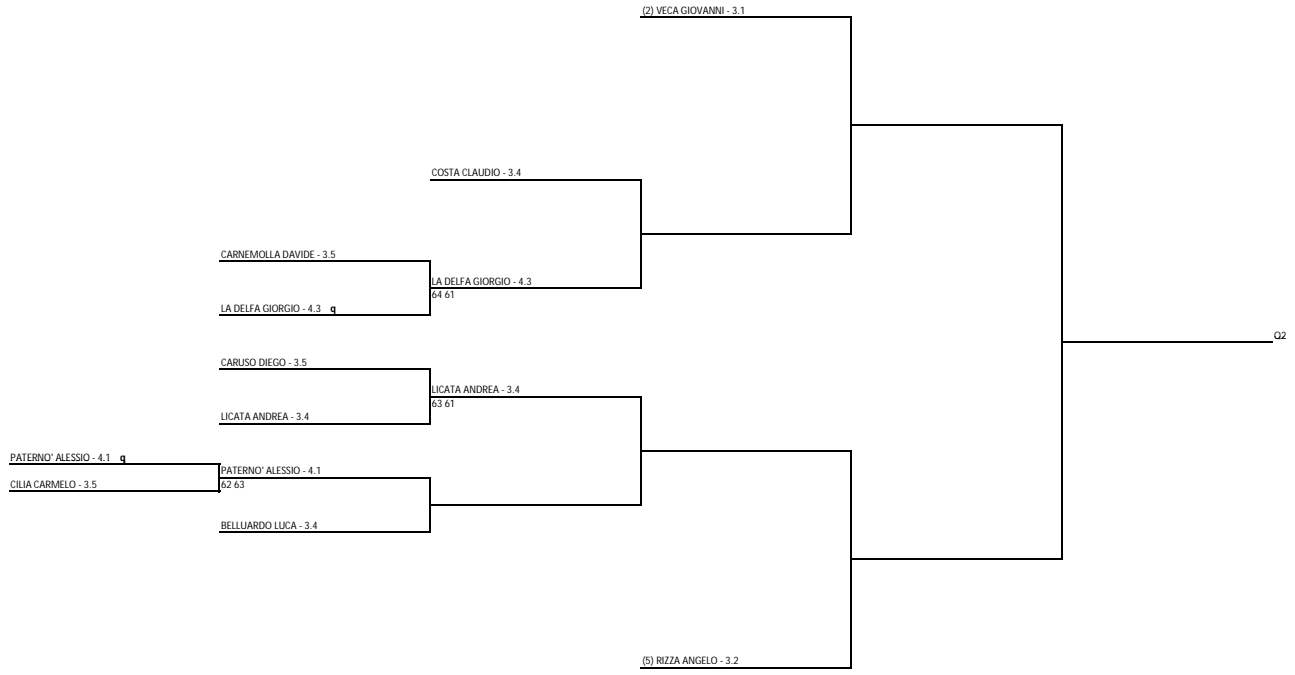 (2) VECA GIOVANNI - 3.1
COSTA CLAUDIO - 3.4
CARNEMOLLA DAVIDE - 3.5
LA DELFA GIORGIO - 4.3
64 61
LA DELFA GIORGIO - 4.3 q
Q2
CARUSO DIEGO - 3.5
LICATA ANDREA - 3.4
63 61
LICATA ANDREA - 3.4
PATERNO' ALESSIO - 4.1 q
PATERNO' ALESSIO - 4.1
62 63
CILIA CARMELO - 3.5
BELLUARDO LUCA - 3.4
(5) RIZZA ANGELO - 3.2